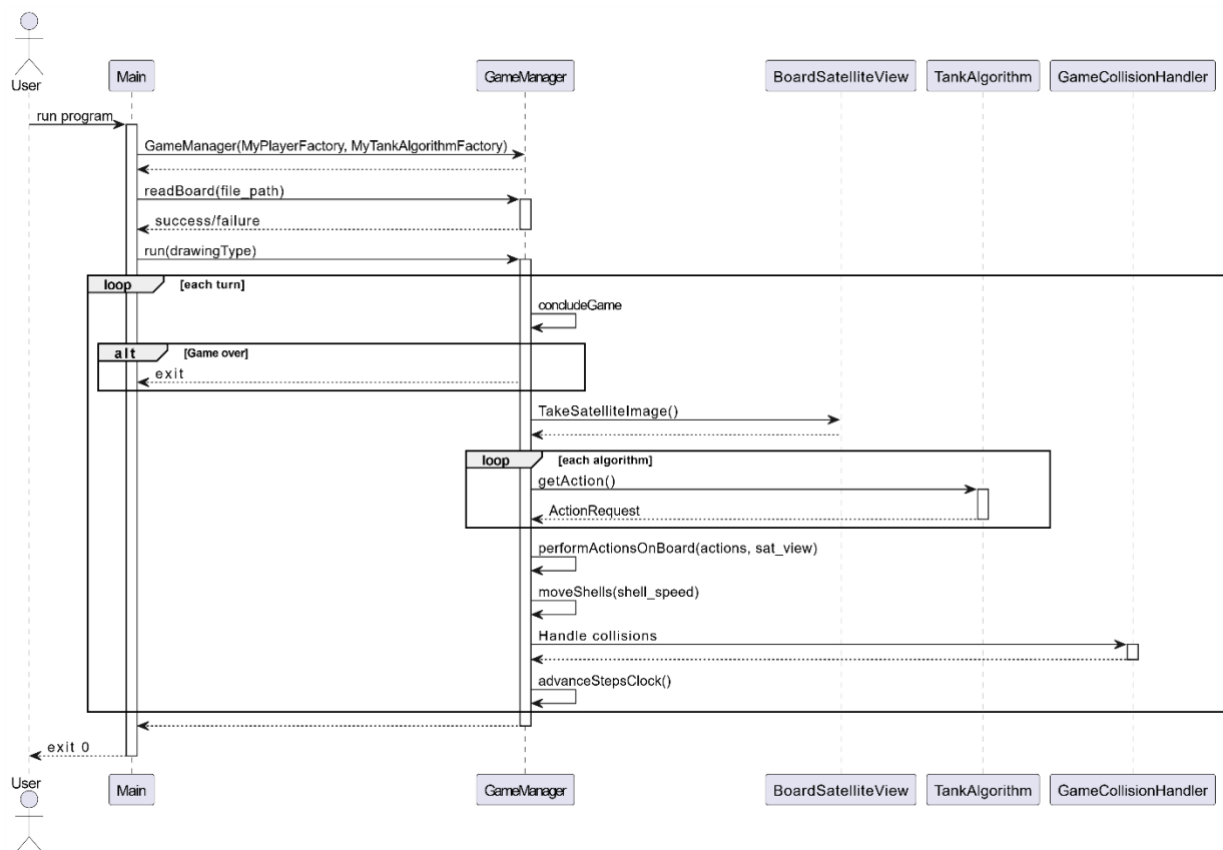 User
Main
GameManager
BoardSatelliteView
TankAlgorithm
GameCollisionHandler
run program
GameManager(MyPlayerFactory, MyTankAlgorithmFactory)
readBoard(file_path)
success/failure
run(drawingType)
loop [each turn]
concludeGame
alt [Game over]
exit
TakeSatelliteImage()
loop [each algorithm]
getAction()
ActionRequest
performActionsOnBoard(actions, sat_view)
moveShells(shell_speed)
Handle collisions
advanceStepsClock()
exit 0
User
Main
GameManager
BoardSatelliteView
TankAlgorithm
GameCollisionHandler